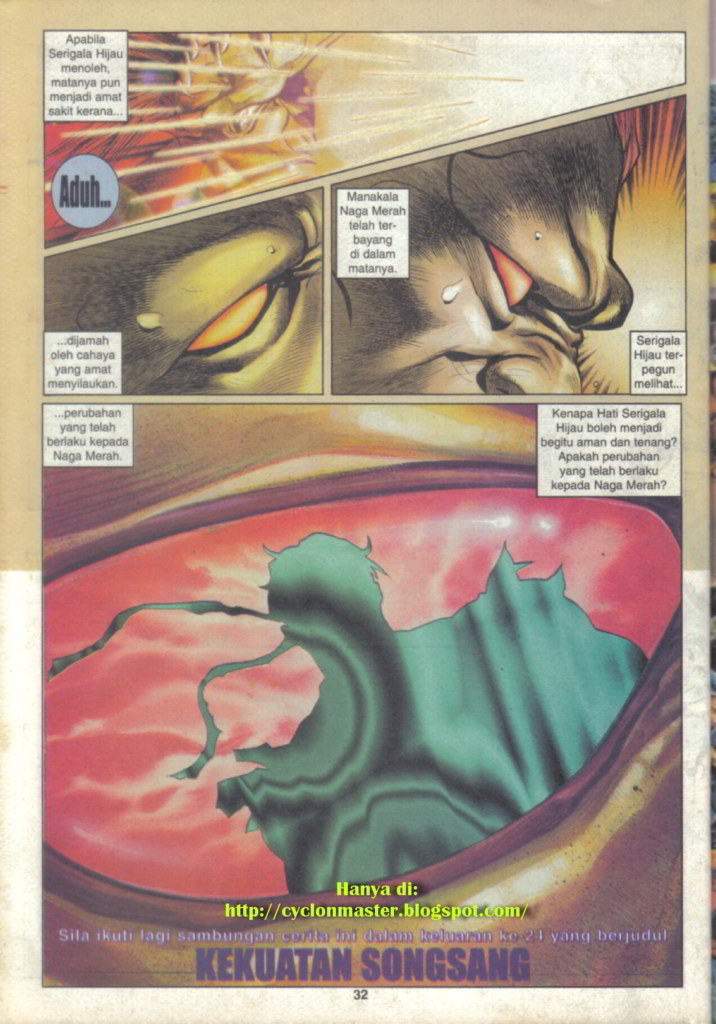 Apabila
Serigala Hijau
menoleh,
matanya pun
menjadi amat
sakit kerana...
Aduh...
...dijamah
oleh cahaya
yang amat
menyilaukan.
Manakala
Naga Merah
telah ter-
bayang
di dalam
matanya.
Serigala
Hijau ter-
pegun
melihat...
...perubahan
yang telah
berlaku kepada
Naga Merah.
Kenapa Hati Serigala
Hijau boleh menjadi
begitu aman dan tenang?
Apakah perubahan
yang telah berlaku
kepada Naga Merah?
Hanya di:
http://cyclonmaster.blogspot.com/
Sila ikuti lagi sambungan cerita ini dalam keluaran ke-24 yang berjudul
KEKUATAN SONGSANG
32